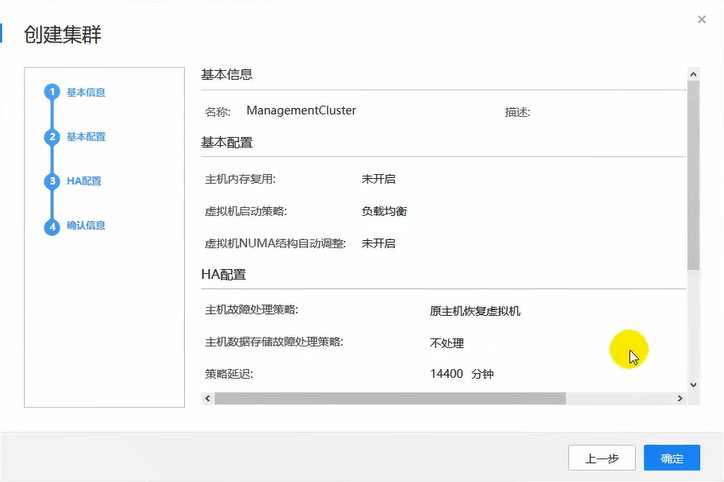 创建集群
1 基本信息
2 基本配置
3 HA配置
4 确认信息
基本信息
名称: ManagementCluster 描述:
基本配置
主机内存复用: 未开启
虚拟机启动策略: 负载均衡
虚拟机NUMA结构自动调整: 未开启
HA配置
主机故障处理策略: 原主机恢复虚拟机
主机数据存储故障处理策略: 不处理
策略延迟: 14400 分钟
上一步 确定